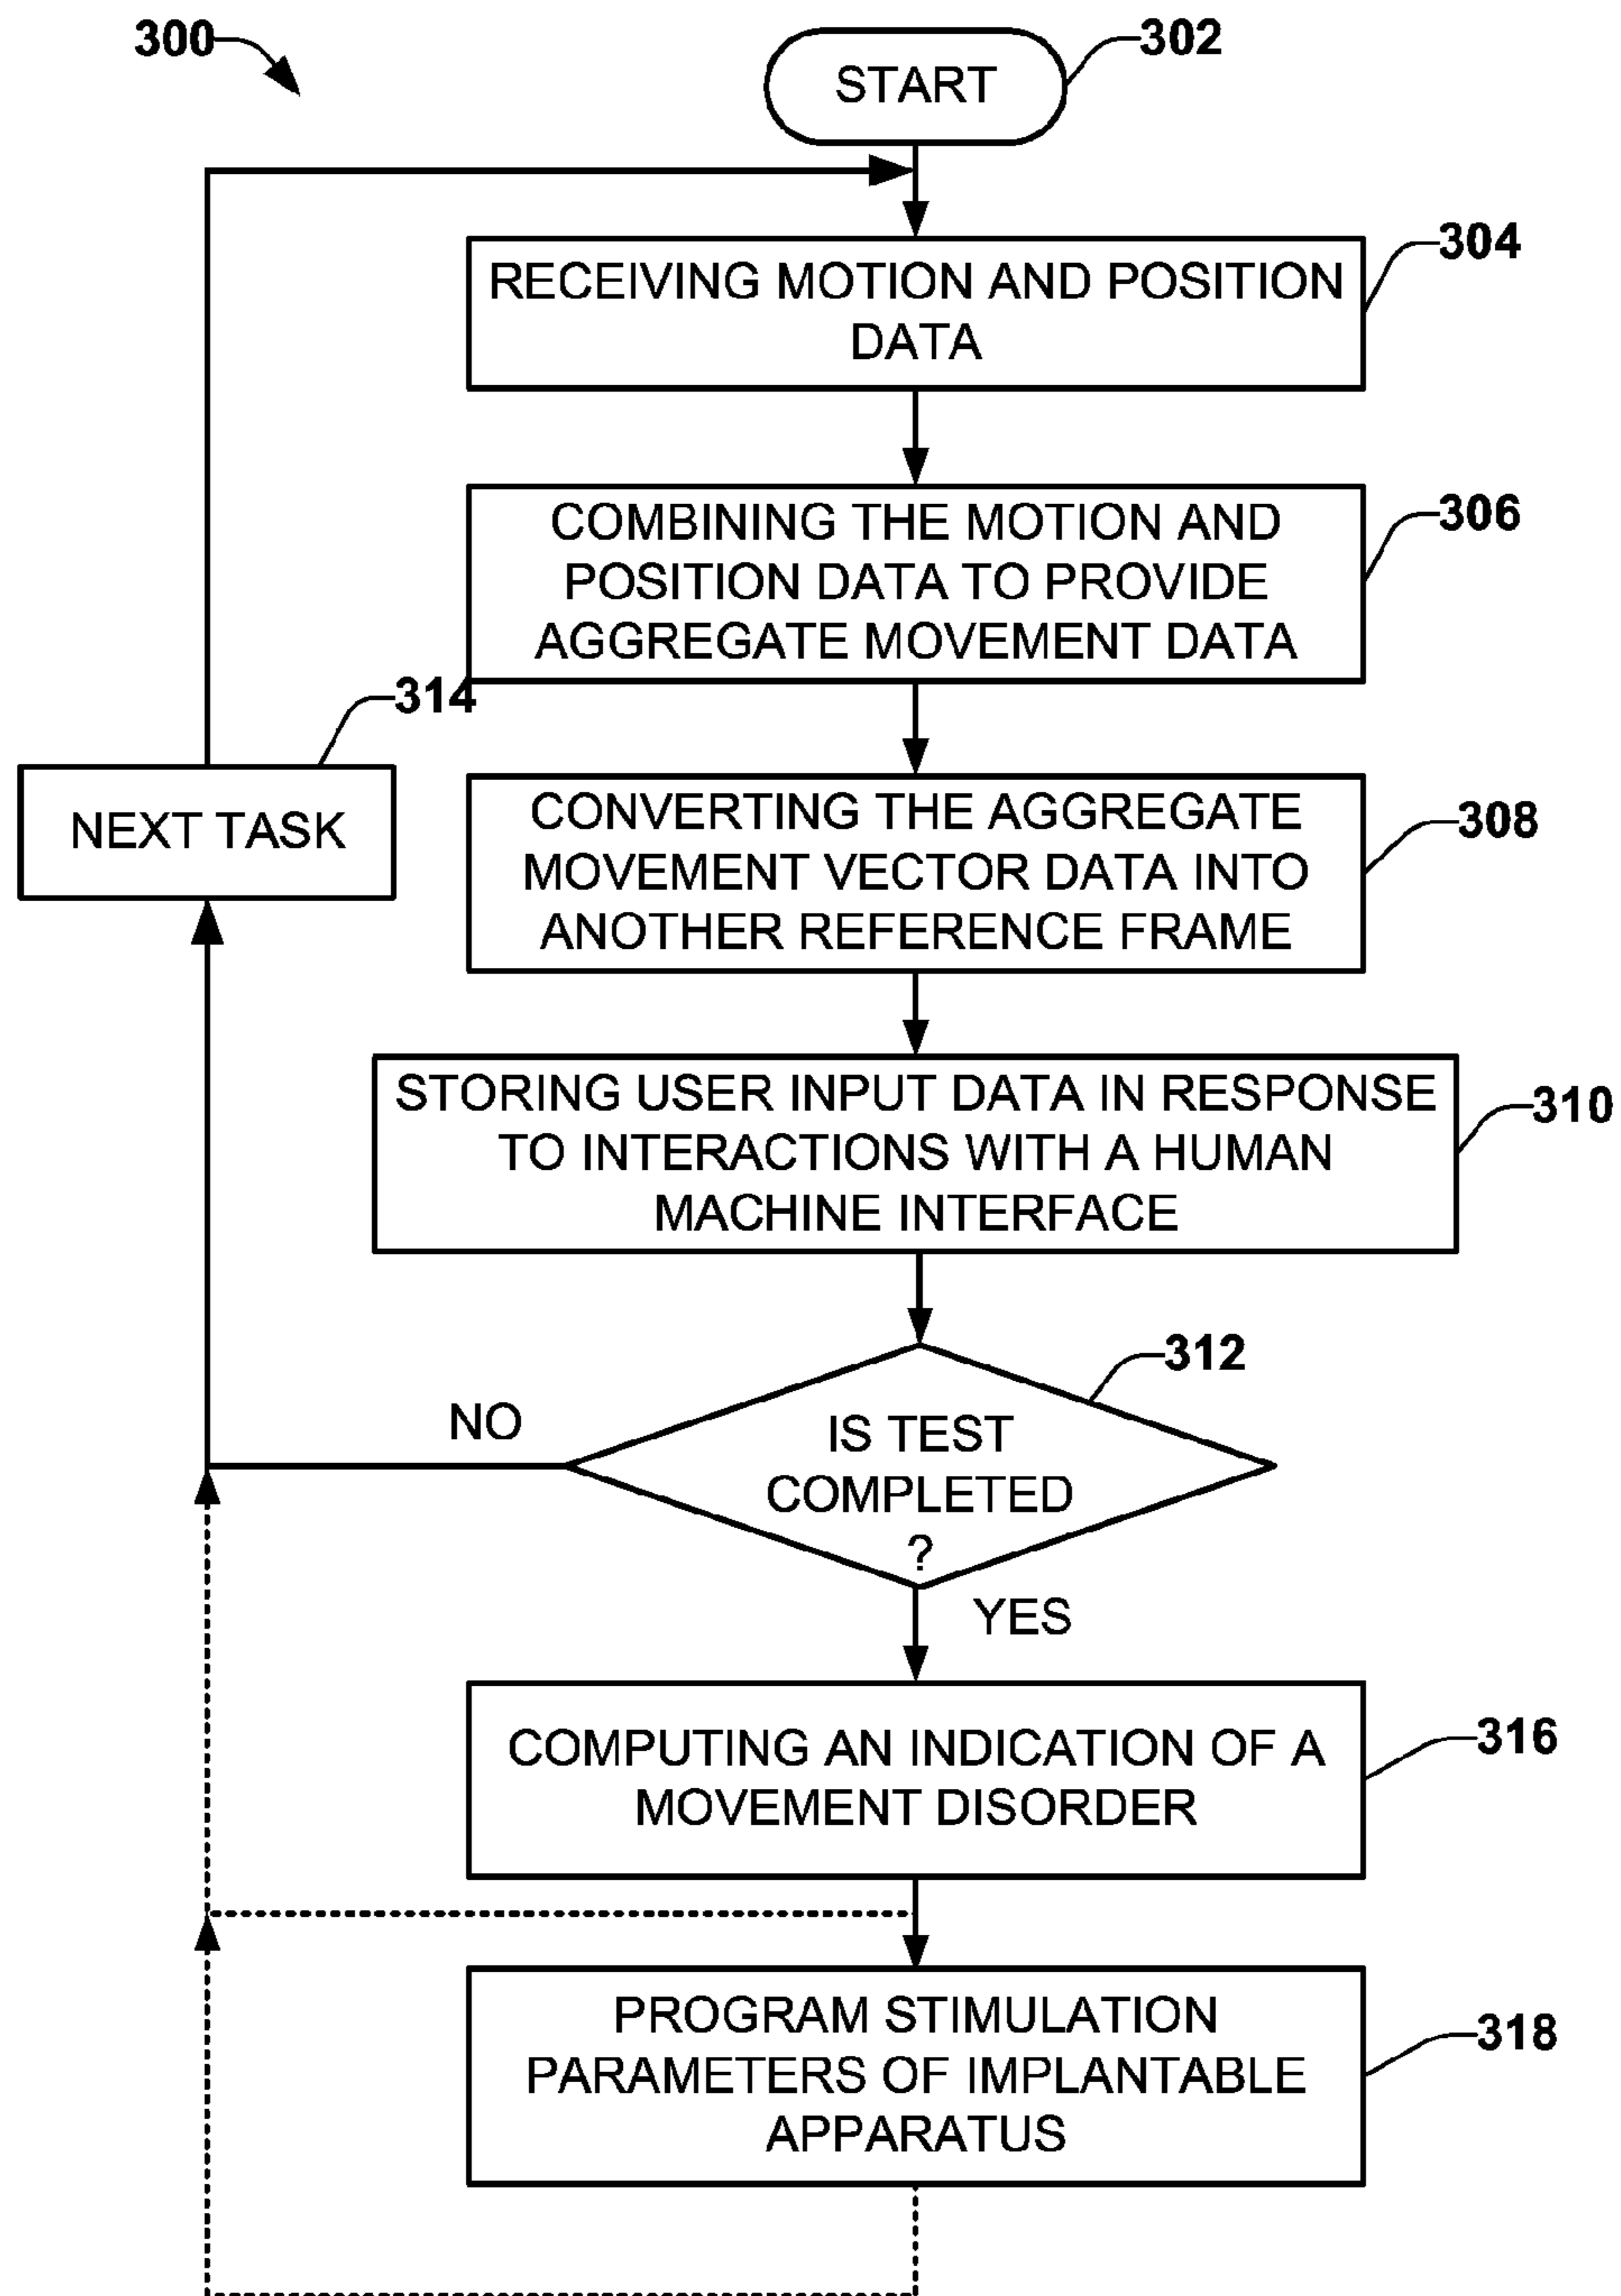 300
302
START
304
RECEIVING MOTION AND POSITION
DATA
306
COMBINING THE MOTION AND
POSITION DATA TO PROVIDE
AGGREGATE MOVEMENT DATA
314
NEXT TASK
308
CONVERTING THE AGGREGATE
MOVEMENT VECTOR DATA INTO
ANOTHER REFERENCE FRAME
310
STORING USER INPUT DATA IN RESPONSE
TO INTERACTIONS WITH A HUMAN
MACHINE INTERFACE
312
NO
IS TEST
COMPLETED
?
YES
316
COMPUTING AN INDICATION OF A
MOVEMENT DISORDER
318
PROGRAM STIMULATION
PARAMETERS OF IMPLANTABLE
APPARATUS